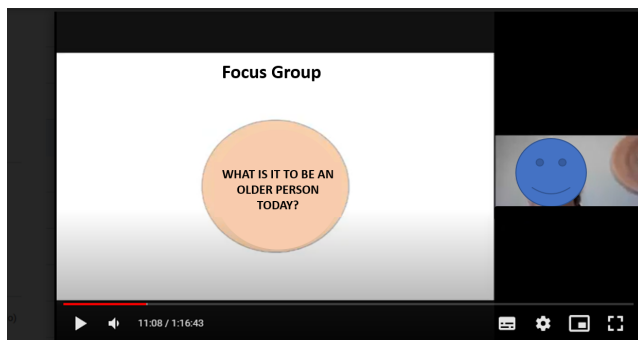 Focus Group
WHAT IS IT TO BE AN
OLDER PERSON
TODAY?
11:08 / 1:16:43